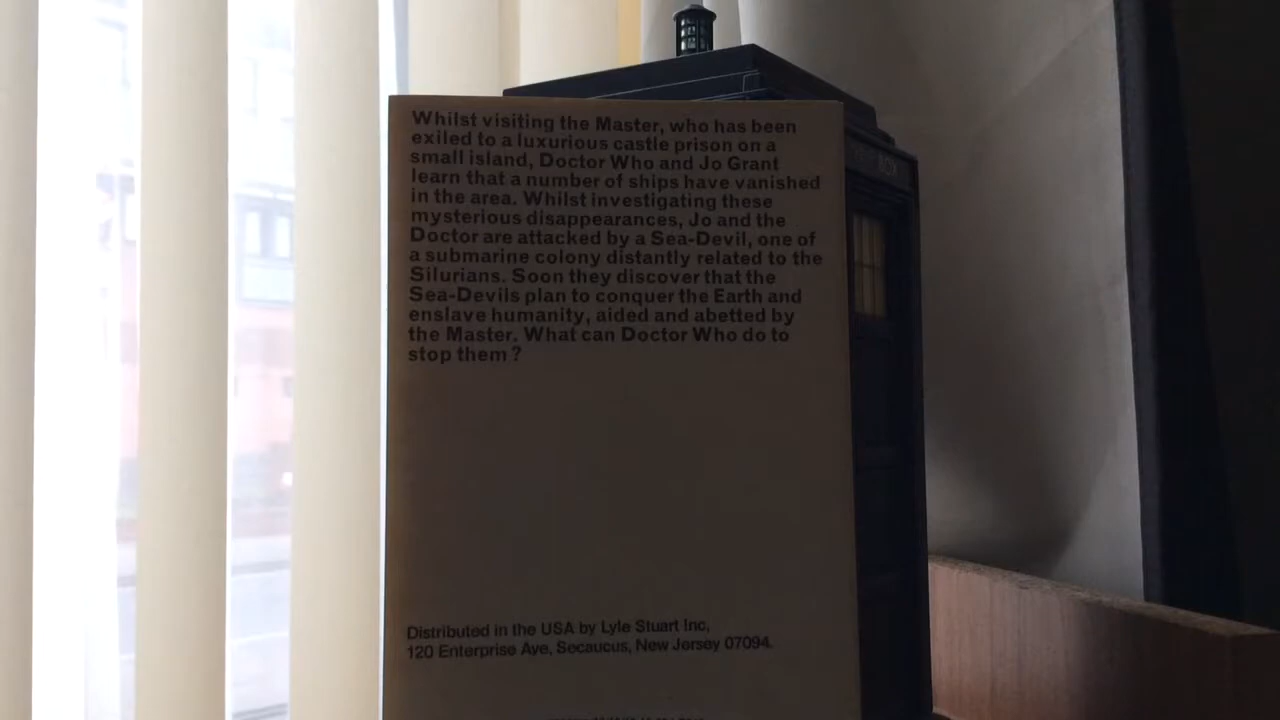 Whilst visiting the Master, who has been
exiled to a luxurious castle prison on a
small island, Doctor Who and Jo Grant
learn that a number of ships have vanished
in the area. Whilst investigating these
mysterious disappearances, Jo and the
Doctor are attacked by a Sea-Devil, one of
a submarine colony distantly related to the
Silurians. Soon they discover that the
Sea-Devils plan to conquer the Earth and
enslave humanity, aided and abetted by
the Master. What can Doctor Who do to
stop them?
Distributed in the USA by Lyle Stuart Inc,
120 Enterprise Ave, Secaucus, New Jersey 07094.